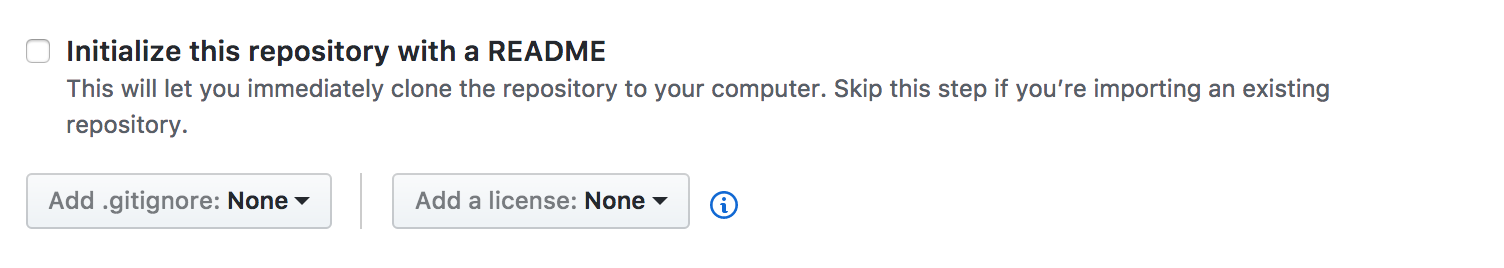 Initialize this repository with a README
This will let you immediately clone the repository to your computer. Skip this step if you’re importing an existing
repository.
Add .gitignore: None
Add a license: None